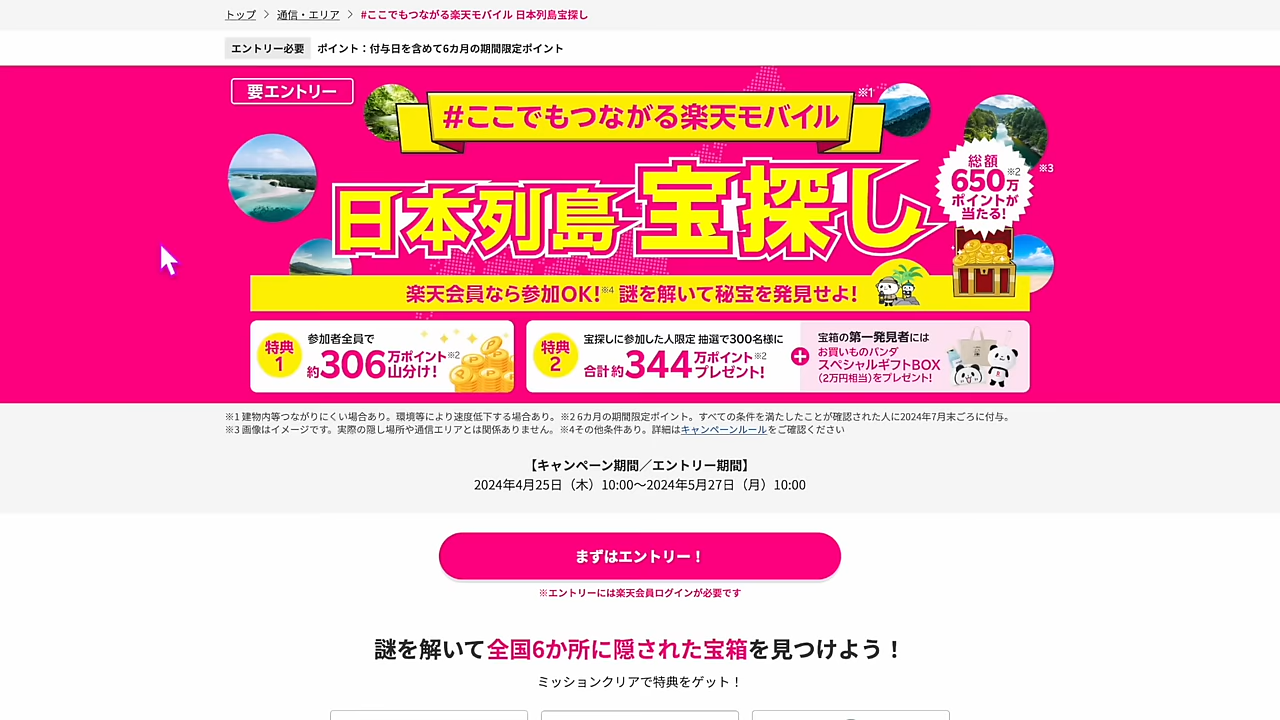 トップ > 通信・エリア > #ここでもつながる楽天モバイル 日本列島宝探し
エントリー必要 ポイント：付与日を含めて6カ月の期間限定ポイント
要エントリー
#ここでもつながる楽天モバイル ※1
日本列島宝探し
総額
650万 ※2
ポイントが
当たる!
※3
楽天会員なら参加OK!※4 謎を解いて秘宝を発見せよ!
特典
1
参加者全員で
約306万ポイント※2
山分け!
特典
2
宝探しに参加した人限定 抽選で300名様に
合計約344万ポイント※2
プレゼント!
+
宝箱の第一発見者には
お買いものパンダ
スペシャルギフトBOX
(2万円相当)をプレゼント!
※1 建物内等つながりにくい場合あり。環境等により速度低下する場合あり。※2 6カ月の期間限定ポイント。すべての条件を満たしたことが確認された人に2024年7月末ごろに付与。
※3 画像はイメージです。実際の隠し場所や通信エリアとは関係ありません。※4その他条件あり。詳細はキャンペーンルールをご確認ください
【キャンペーン期間／エントリー期間】
2024年4月25日（木）10:00～2024年5月27日（月）10:00
まずはエントリー！
※エントリーには楽天会員ログインが必要です
謎を解いて全国6か所に隠された宝箱を見つけよう！
ミッションクリアで特典をゲット！